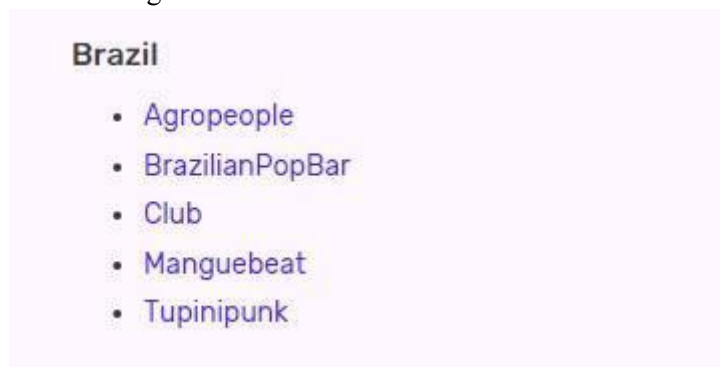 Brazil
• Agropeople
• BrazilianPopBar
• Club
• Manguebeat
• Tupinipunk